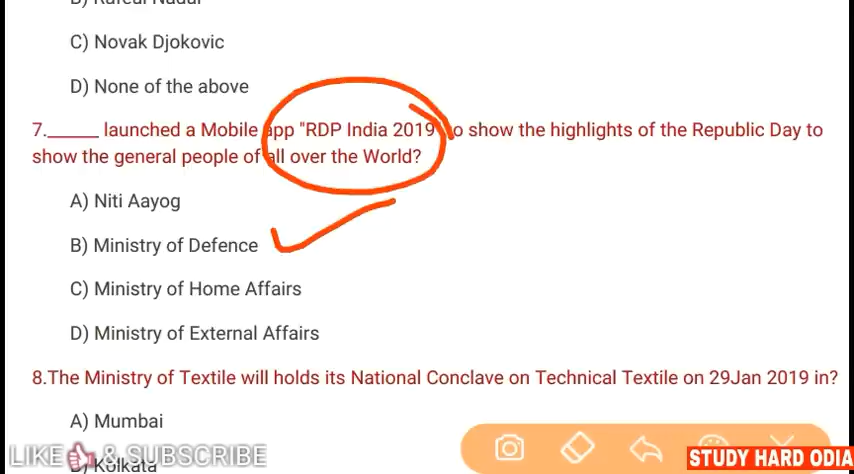 B) Rafeal Nadal
C) Novak Djokovic
D) None of the above
7.______ launched a Mobile app "RDP India 2019 to show the highlights of the Republic Day to
show the general people of all over the World?
A) Niti Aayog
B) Ministry of Defence
C) Ministry of Home Affairs
D) Ministry of External Affairs
8.The Ministry of Textile will holds its National Conclave on Technical Textile on 29Jan 2019 in?
A) Mumbai
B) Kolkata
LIKE & SUBSCRIBE
STUDY HARD ODIA